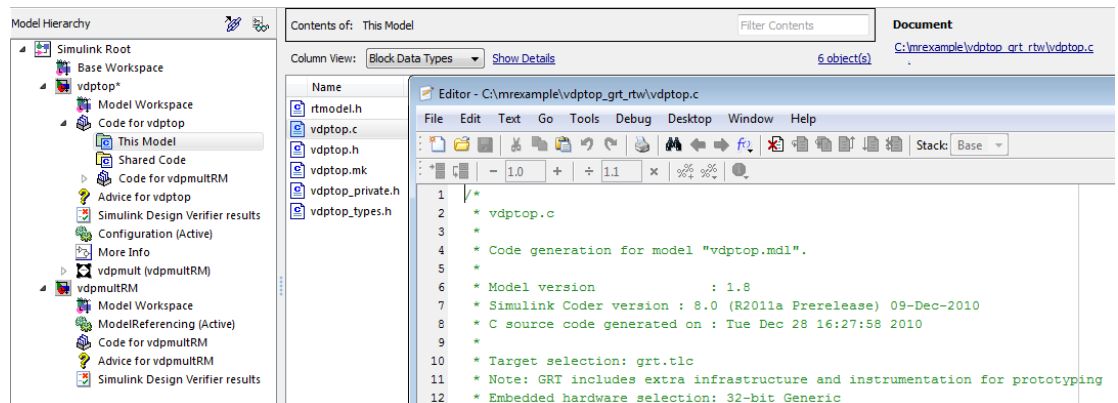 Model Hierarchy
Simulink Root
Base Workspace
vdptop*
Model Workspace
Code for vdptop
This Model
Shared Code
Code for vdpmultRM
Advice for vdptop
Simulink Design Verifier results
Configuration (Active)
More Info
vdpmult (vdpmultRM)
vdpmultRM
Model Workspace
ModelReferencing (Active)
Code for vdpmultRM
Advice for vdpmultRM
Simulink Design Verifier results
Contents of: This Model
Filter Contents
Column View: Block Data Types Show Details 6 object(s)
Name
rtmodel.h
vdptop.c
vdptop.h
vdptop.mk
vdptop_private.h
vdptop_types.h
Document
C:\mrexample\vdptop_grt_rtw\vdptop.c
Editor - C:\mrexample\vdptop_grt_rtw\vdptop.c
File Edit Text Go Tools Debug Desktop Window Help
Stack: Base
− 1.0 + ÷ 1.1 ×
1 /*
2 * vdptop.c
3 *
4 * Code generation for model "vdptop.mdl".
5 *
6 * Model version : 1.8
7 * Simulink Coder version : 8.0 (R2011a Prerelease) 09-Dec-2010
8 * C source code generated on : Tue Dec 28 16:27:58 2010
9 *
10 * Target selection: grt.tlc
11 * Note: GRT includes extra infrastructure and instrumentation for prototyping
12 * Embedded hardware selection: 32-bit Generic